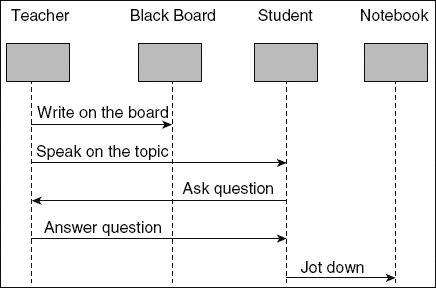 Teacher Black Board Student Notebook
Write on the board
Speak on the topic
Ask question
Answer question
Jot down